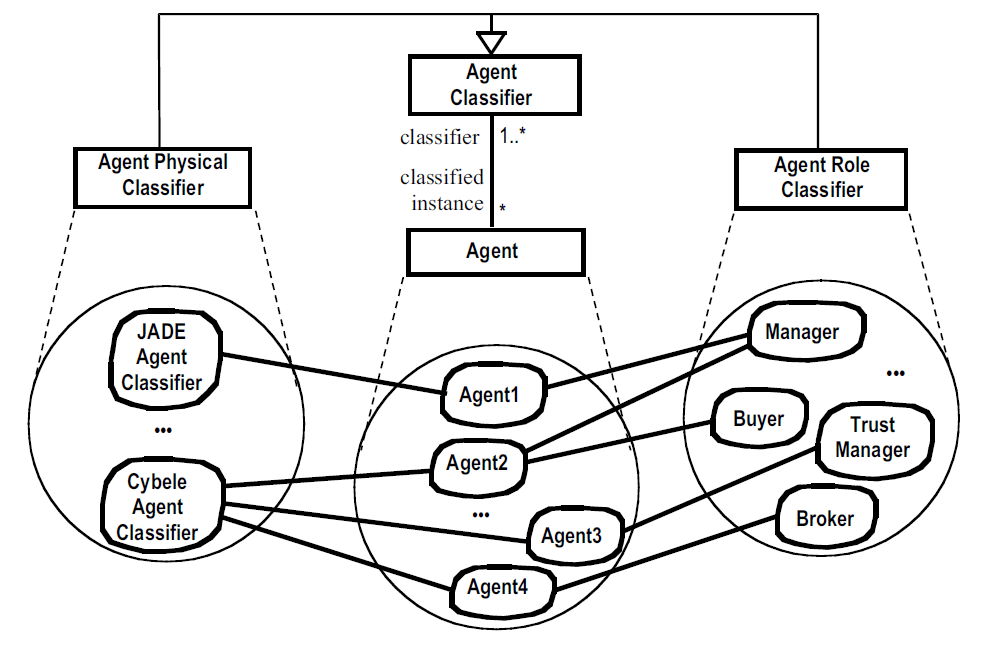 Agent
Classifier
classifier
1..*
classified
instance
*
Agent Physical
Classifier
Agent Role
Classifier
Agent
JADE
Agent
Classifier
...
Cybele
Agent
Classifier
Agent1
Agent2
...
Agent3
Agent4
Manager
...
Buyer
Trust
Manager
Broker